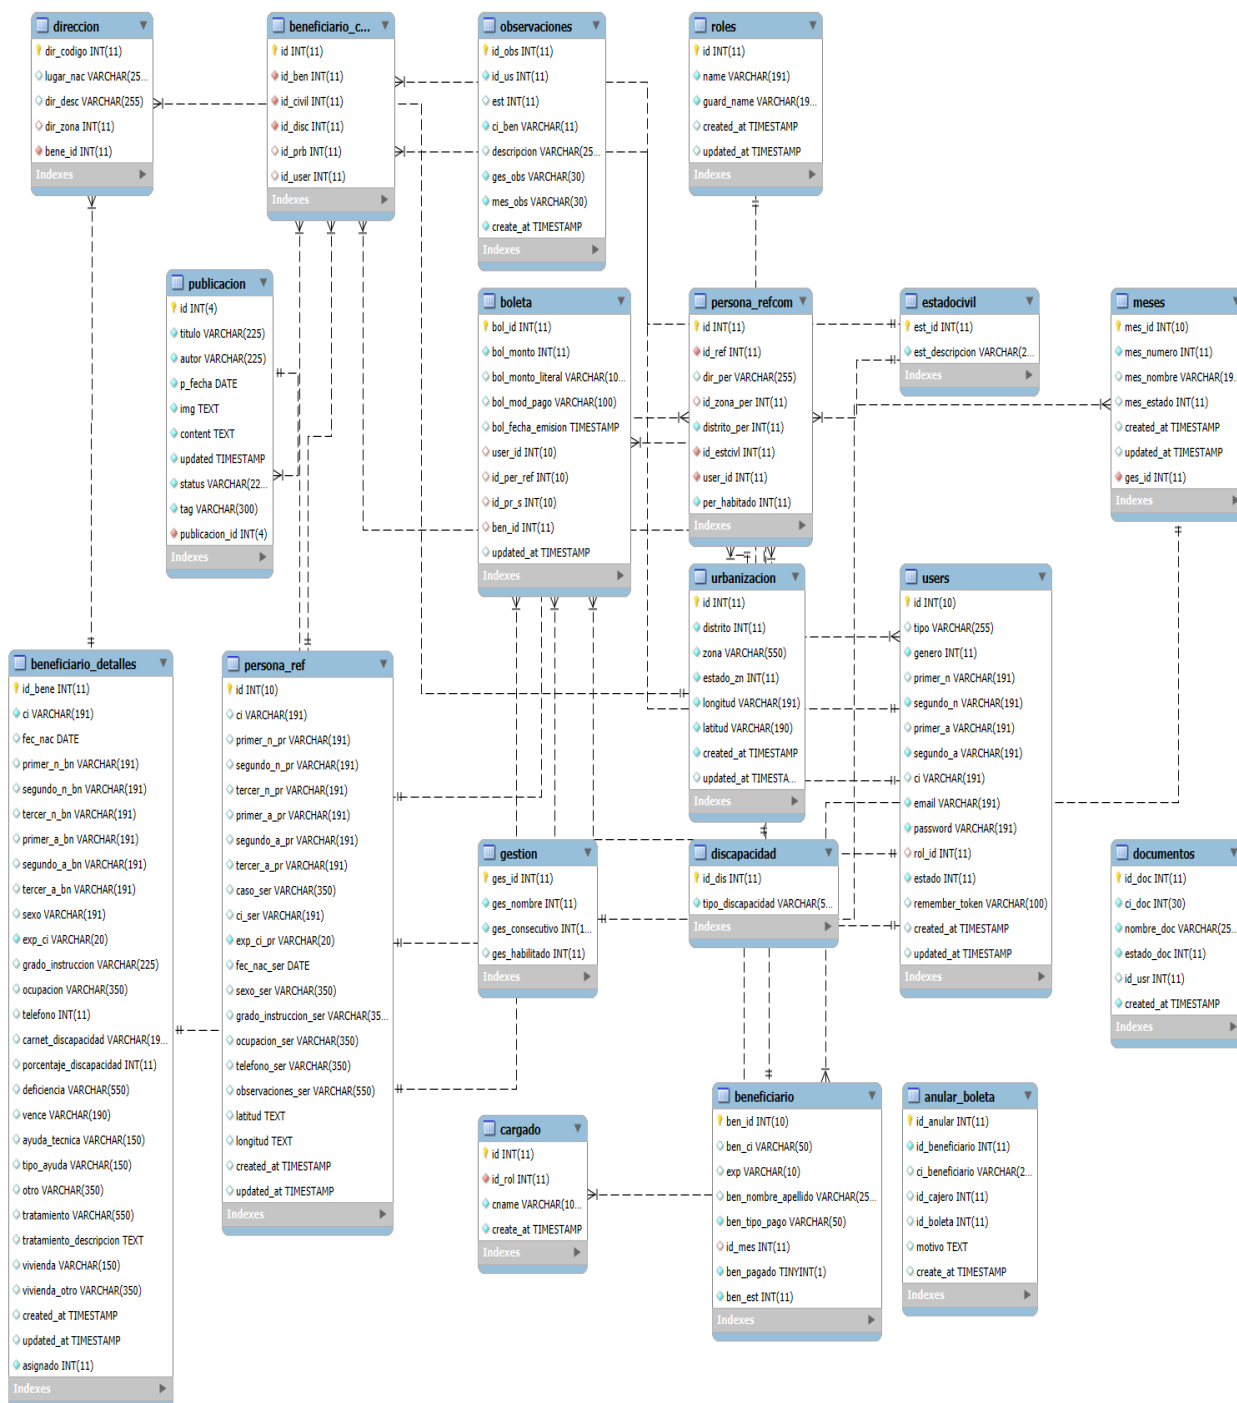 direccion
dir_codigo INT(11)
lugar_nac VARCHAR(25...
dir_desc VARCHAR(255)
dir_zona INT(11)
bene_id INT(11)
Indexes
beneficiario_c...
id INT(11)
id_ben INT(11)
id_civil INT(11)
id_disc INT(11)
id_prb INT(11)
id_user INT(11)
Indexes
observaciones
id_obs INT(11)
id_us INT(11)
est INT(11)
ci_ben VARCHAR(11)
descripcion VARCHAR(25...
ges_obs VARCHAR(30)
mes_obs VARCHAR(30)
create_at TIMESTAMP
Indexes
roles
id INT(11)
name VARCHAR(191)
guard_name VARCHAR(19...
created_at TIMESTAMP
updated_at TIMESTAMP
Indexes
publicacion
id INT(4)
titulo VARCHAR(225)
autor VARCHAR(225)
p_fecha DATE
img TEXT
content TEXT
updated TIMESTAMP
status VARCHAR(22...
tag VARCHAR(300)
publicacion_id INT(4)
Indexes
boleta
bol_id INT(11)
bol_monto INT(11)
bol_monto_literal VARCHAR(10...
bol_mod_pago VARCHAR(100)
bol_fecha_emision TIMESTAMP
user_id INT(10)
id_per_ref INT(10)
id_pr_s INT(10)
ben_id INT(11)
updated_at TIMESTAMP
Indexes
persona_refcom
id INT(11)
id_ref INT(11)
dir_per VARCHAR(255)
id_zona_per INT(11)
distrito_per INT(11)
id_estcivl INT(11)
user_id INT(11)
per_habitado INT(11)
Indexes
estadocivil
est_id INT(11)
est_descripcion VARCHAR(2...
Indexes
meses
mes_id INT(10)
mes_numero INT(11)
mes_nombre VARCHAR(19...
mes_estado INT(11)
created_at TIMESTAMP
updated_at TIMESTAMP
ges_id INT(11)
Indexes
urbanizacion
id INT(11)
distrito INT(11)
zona VARCHAR(550)
estado_zn INT(11)
longitud VARCHAR(191)
latitud VARCHAR(190)
created_at TIMESTAMP
updated_at TIMESTA...
Indexes
users
id INT(10)
tipo VARCHAR(255)
genero INT(11)
primer_n VARCHAR(191)
segundo_n VARCHAR(191)
primer_a VARCHAR(191)
segundo_a VARCHAR(191)
ci VARCHAR(191)
email VARCHAR(191)
password VARCHAR(191)
rol_id INT(11)
estado INT(11)
remember_token VARCHAR(100)
created_at TIMESTAMP
updated_at TIMESTAMP
Indexes
beneficiario_detalles
id_bene INT(11)
ci VARCHAR(191)
fec_nac DATE
primer_n_bn VARCHAR(191)
segundo_n_bn VARCHAR(191)
tercer_n_bn VARCHAR(191)
primer_a_bn VARCHAR(191)
segundo_a_bn VARCHAR(191)
tercer_a_bn VARCHAR(191)
sexo VARCHAR(191)
exp_ci VARCHAR(20)
grado_instruccion VARCHAR(225)
ocupacion VARCHAR(350)
telefono INT(11)
carnet_discapacidad VARCHAR(19...
porcentaje_discapacidad INT(11)
deficiencia VARCHAR(550)
vence VARCHAR(190)
ayuda_tecnica VARCHAR(150)
tipo_ayuda VARCHAR(150)
otro VARCHAR(350)
tratamiento VARCHAR(550)
tratamiento_descripcion TEXT
vivienda VARCHAR(150)
vivienda_otro VARCHAR(350)
created_at TIMESTAMP
updated_at TIMESTAMP
asignado INT(11)
Indexes
persona_ref
id INT(10)
ci VARCHAR(191)
primer_n_pr VARCHAR(191)
segundo_n_pr VARCHAR(191)
tercer_n_pr VARCHAR(191)
primer_a_pr VARCHAR(191)
segundo_a_pr VARCHAR(191)
tercer_a_pr VARCHAR(191)
caso_ser VARCHAR(350)
ci_ser VARCHAR(191)
exp_ci_pr VARCHAR(20)
fec_nac_ser DATE
sexo_ser VARCHAR(350)
grado_instruccion_ser VARCHAR(35...
ocupacion_ser VARCHAR(350)
telefono_ser VARCHAR(350)
observaciones_ser VARCHAR(550)
latitud TEXT
longitud TEXT
created_at TIMESTAMP
updated_at TIMESTAMP
Indexes
gestion
ges_id INT(11)
ges_nombre INT(11)
ges_consecutivo INT(1...
ges_habilitado INT(11)
Indexes
discapacidad
id_dis INT(11)
tipo_discapacidad VARCHAR(5...
Indexes
documentos
id_doc INT(11)
ci_doc INT(30)
nombre_doc VARCHAR(25...
estado_doc INT(11)
id_usr INT(11)
created_at TIMESTAMP
Indexes
cargado
id INT(11)
id_rol INT(11)
cname VARCHAR(10...
create_at TIMESTAMP
Indexes
beneficiario
ben_id INT(10)
ben_ci VARCHAR(50)
exp VARCHAR(10)
ben_nombre_apellido VARCHAR(25...
ben_tipo_pago VARCHAR(50)
id_mes INT(11)
ben_pagado TINYINT(1)
ben_est INT(11)
Indexes
anular_boleta
id_anular INT(11)
id_beneficiario INT(11)
ci_beneficiario VARCHAR(2...
id_cajero INT(11)
id_boleta INT(11)
motivo TEXT
create_at TIMESTAMP
Indexes